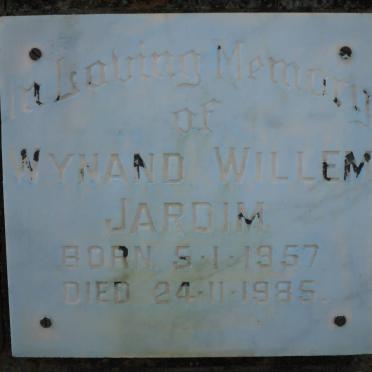 In Loving Memory
of
WYNAND WILLEM
JARDIM
BORN 5-1-1957
DIED 24-11-1985.